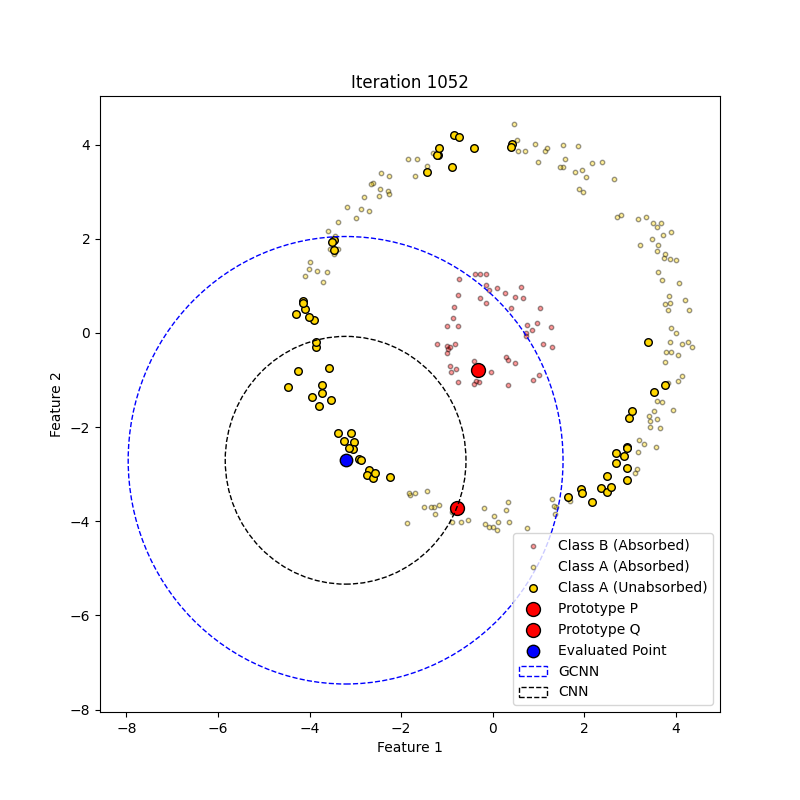 Iteration 1052
Feature 2
4
2
0
−2
−4
−6
−8
−8 −6 −4 −2 0 2 4
Feature 1
Class B (Absorbed)
Class A (Absorbed)
Class A (Unabsorbed)
Prototype P
Prototype Q
Evaluated Point
GCNN
CNN